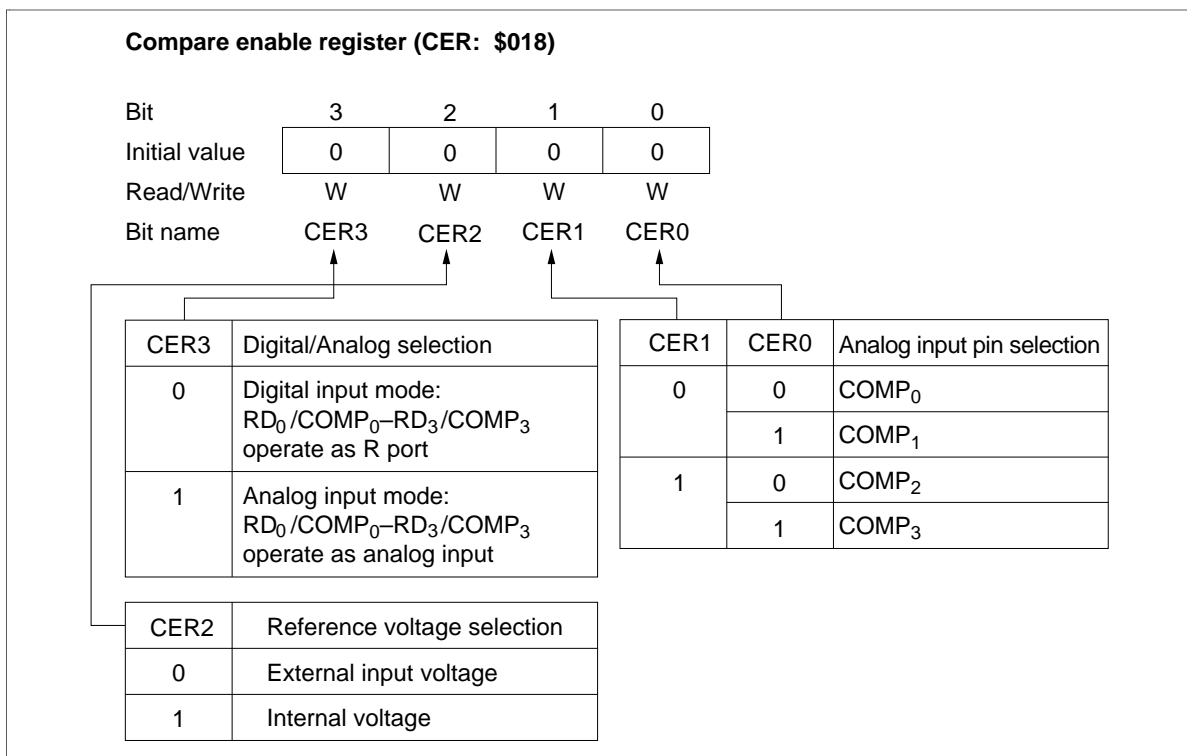 Compare enable register (CER: $018)
Bit 3 2 1 0
Initial value 0 0 0 0
Read/Write W W W W
Bit name CER3 CER2 CER1 CER0
CER3 Digital/Analog selection
0 Digital input mode:
RD0/COMP0–RD3/COMP3
operate as R port
1 Analog input mode:
RD0/COMP0–RD3/COMP3
operate as analog input
CER1 CER0 Analog input pin selection
0 0 COMP0
1 COMP1
1 0 COMP2
1 COMP3
CER2 Reference voltage selection
0 External input voltage
1 Internal voltage